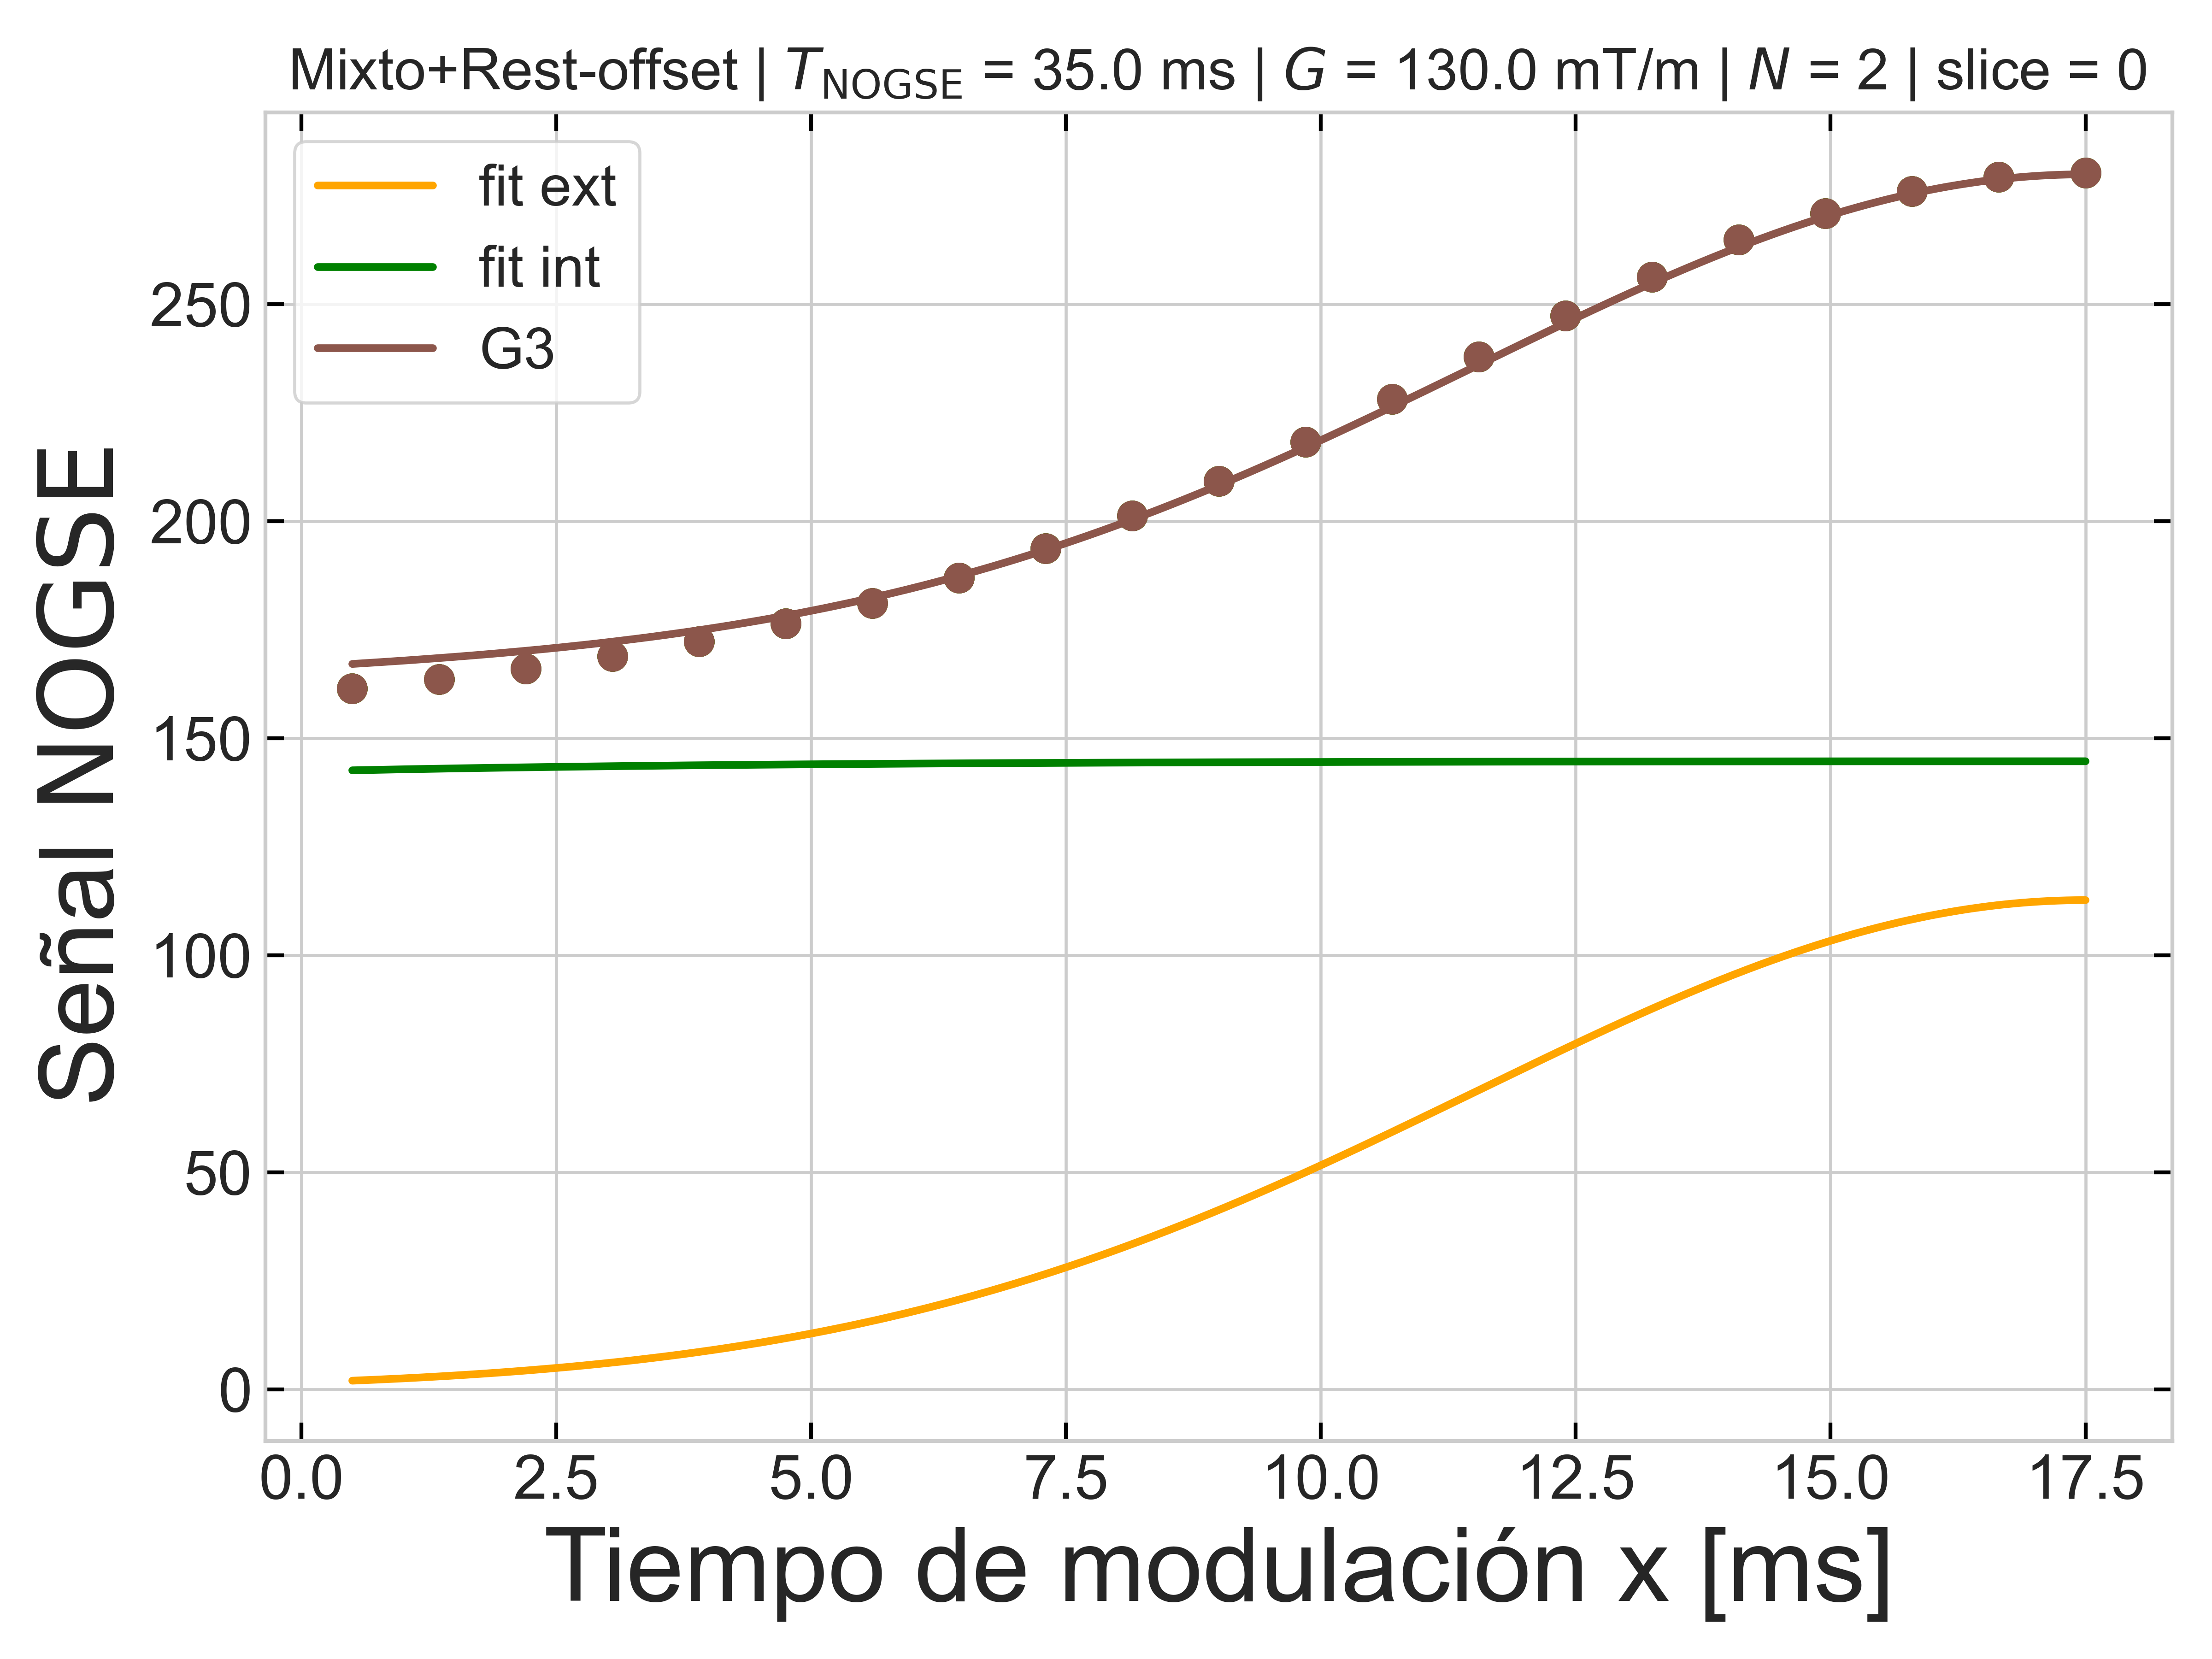 Mixto+Rest-offset | T_NOGSE = 35.0 ms | G = 130.0 mT/m | N = 2 | slice = 0
fit ext
fit int
G3
Señal NOGSE
250
200
150
100
50
0
0.0 2.5 5.0 7.5 10.0 12.5 15.0 17.5
Tiempo de modulación x [ms]